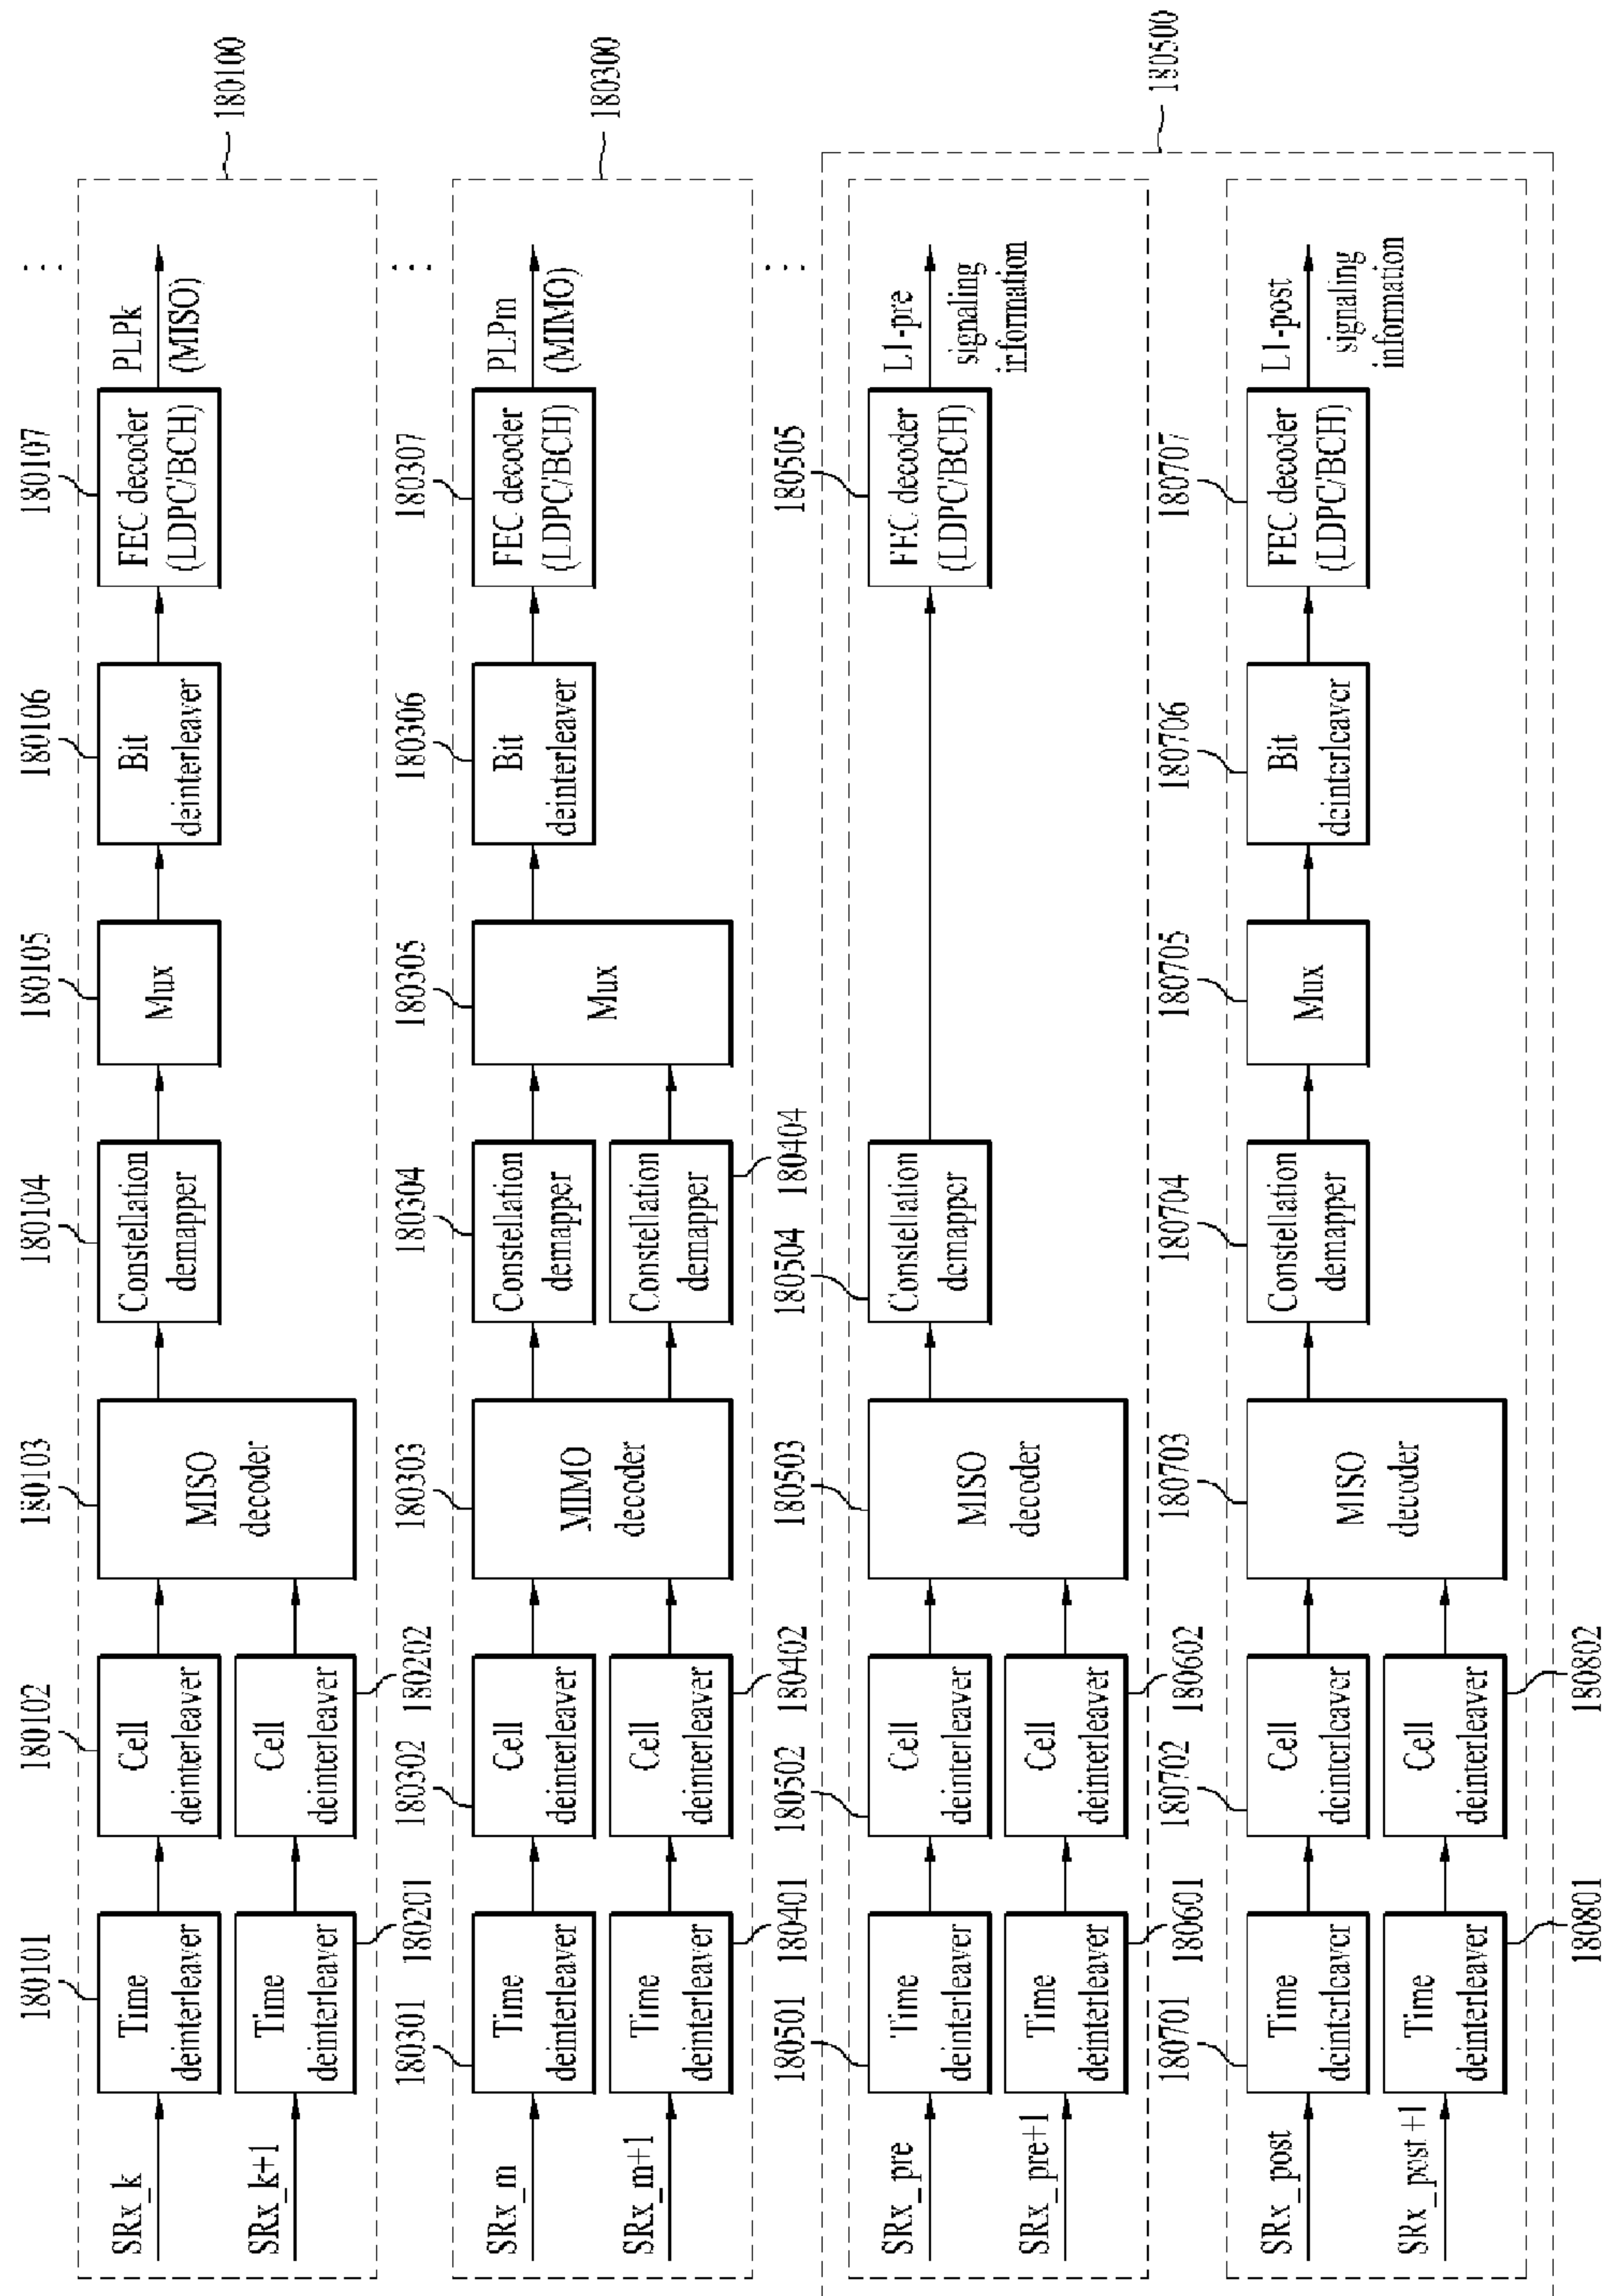 180100
180101
180102
180103
180104
180105
180106
180107
SRx_k
Time
deinterleaver
Cell
deinterleaver
MISO
decoder
Constellation
demapper
Mux
Bit
deinterleaver
FEC decoder
(LDPC/BCH)
PLPk
(MISO)
...
SRx_k+1
Time
deinterleaver
Cell
deinterleaver
180201
180202
180300
180301
180302
180303
180304
180305
180306
180307
SRx_m
Time
deinterleaver
Cell
deinterleaver
MIMO
decoder
Constellation
demapper
Mux
Bit
deinterleaver
FEC decoder
(LDPC/BCH)
PLPm
(MIMO)
...
SRx_m+1
Time
deinterleaver
Cell
deinterleaver
Constellation
demapper
180401
180402
180404
180500
180501
180502
180503
180504
180505
...
SRx_pre
Time
deinterleaver
Cell
deinterleaver
MISO
decoder
Constellation
demapper
FEC decoder
(LDPC/BCH)
L1-pre
signaling
information
SRx_pre+1
Time
deinterleaver
Cell
deinterleaver
180601
180602
180701
180702
180703
180704
180705
180706
180707
SRx_post
Time
deinterleaver
Cell
deinterleaver
MISO
decoder
Constellation
demapper
Mux
Bit
deinterleaver
FEC decoder
(LDPC/BCH)
L1-post
signaling
information
SRx_post+1
Time
deinterleaver
Cell
deinterleaver
180801
180802